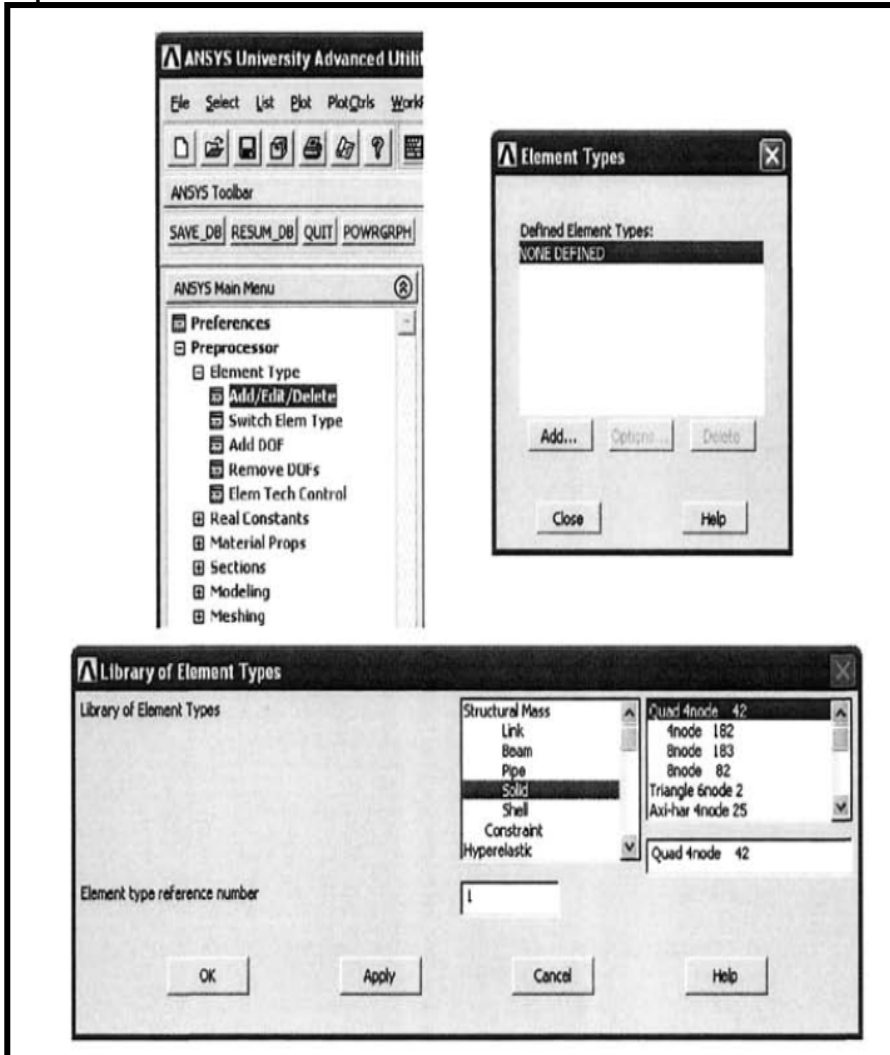 ANSYS University Advanced Utilit
File Select List Plot PlotCtrls WorkP
ANSYS Toolbar
SAVE_DB RESUM_DB QUIT POWRGRPH
ANSYS Main Menu
Preferences
Preprocessor
Element Type
Add/Edit/Delete
Switch Elem Type
Add DOF
Remove DOFs
Elem Tech Control
Real Constants
Material Props
Sections
Modeling
Meshing
Element Types
Defined Element Types:
NONE DEFINED
Add... Options... Delete
Close Help
Library of Element Types
Library of Element Types
Structural Mass
Link
Beam
Pipe
Solid
Shell
Constraint
Hyperelastic
Quad 4node 42
4node 182
8node 183
8node 82
Triangle 6node 2
Axi-har 4node 25
Quad 4node 42
Element type reference number
1
OK Apply Cancel Help